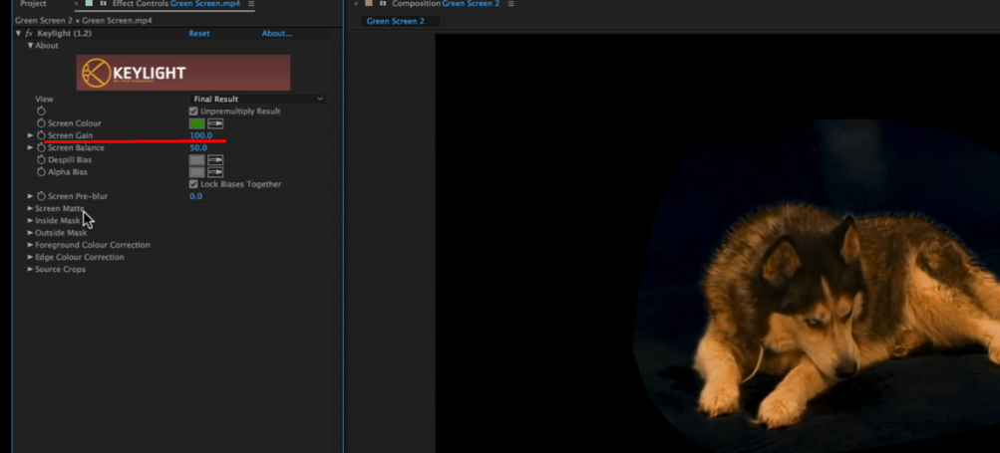 Project
Effect Controls Green Screen.mp4
Composition Green Screen 2
Green Screen 2 • Green Screen.mp4
Green Screen 2
fx Keylight (1.2)
Reset
About...
About
KEYLIGHT
View
Final Result
Unpremultiply Result
Screen Colour
Screen Gain
100.0
Screen Balance
50.0
Despill Bias
Alpha Bias
Lock Biases Together
Screen Pre-blur
0.0
Screen Matte
Inside Mask
Outside Mask
Foreground Colour Correction
Edge Colour Correction
Source Crops